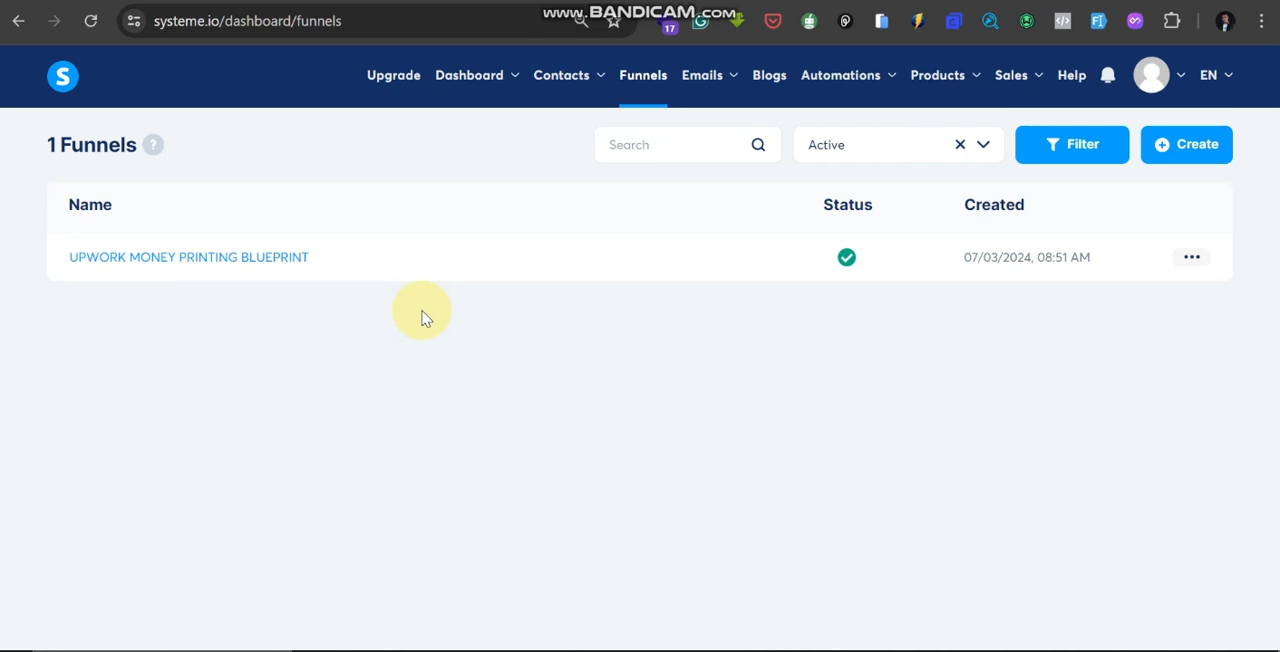 systeme.io/dashboard/funnels
www.BANDICAM.com
17
S
Upgrade Dashboard Contacts Funnels Emails Blogs Automations Products Sales Help EN
1 Funnels ?
Search
Active
Filter
Create
Name Status Created
UPWORK MONEY PRINTING BLUEPRINT 07/03/2024, 08:51 AM